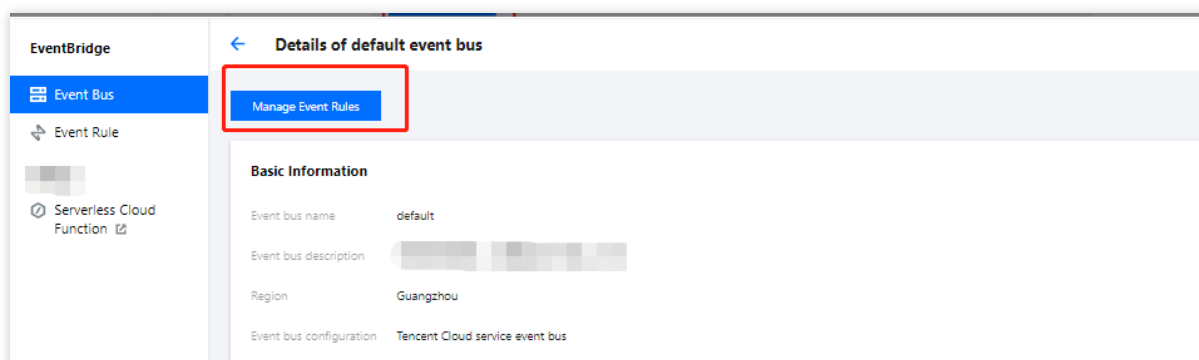 EventBridge
Details of default event bus
Event Bus
Manage Event Rules
Event Rule
Basic Information
Serverless Cloud
Function
Event bus name default
Event bus description
Region Guangzhou
Event bus configuration Tencent Cloud service event bus